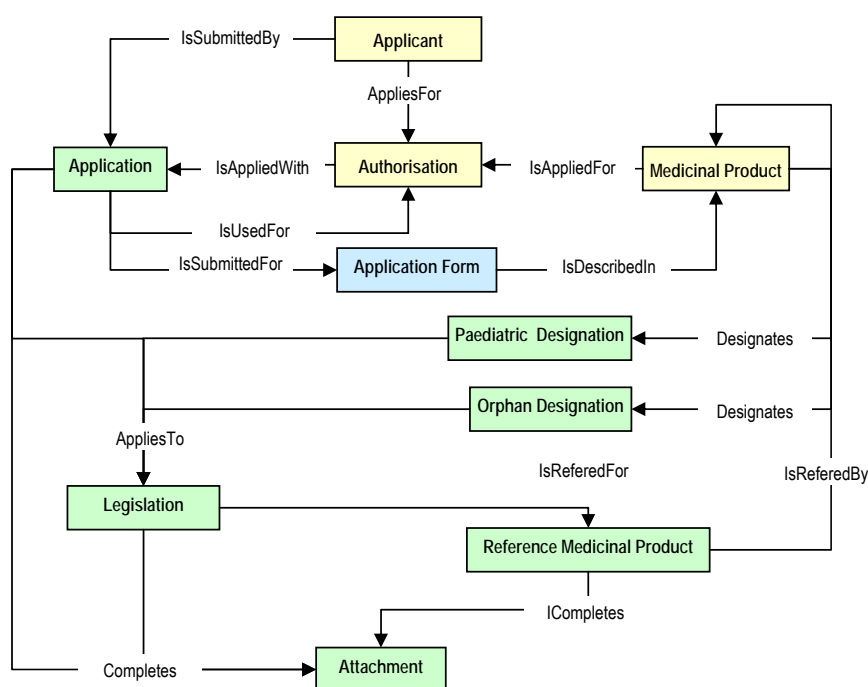 IsSubmittedBy
Applicant
AppliesFor
Application
IsAppliedWith
Authorisation
IsAppliedFor
Medicinal Product
IsUsedFor
IsSubmittedFor
Application Form
IsDescribedIn
Paediatric Designation
Designates
Orphan Designation
Designates
AppliesTo
IsReferedFor
IsReferedBy
Legislation
Reference Medicinal Product
ICompletes
Completes
Attachment